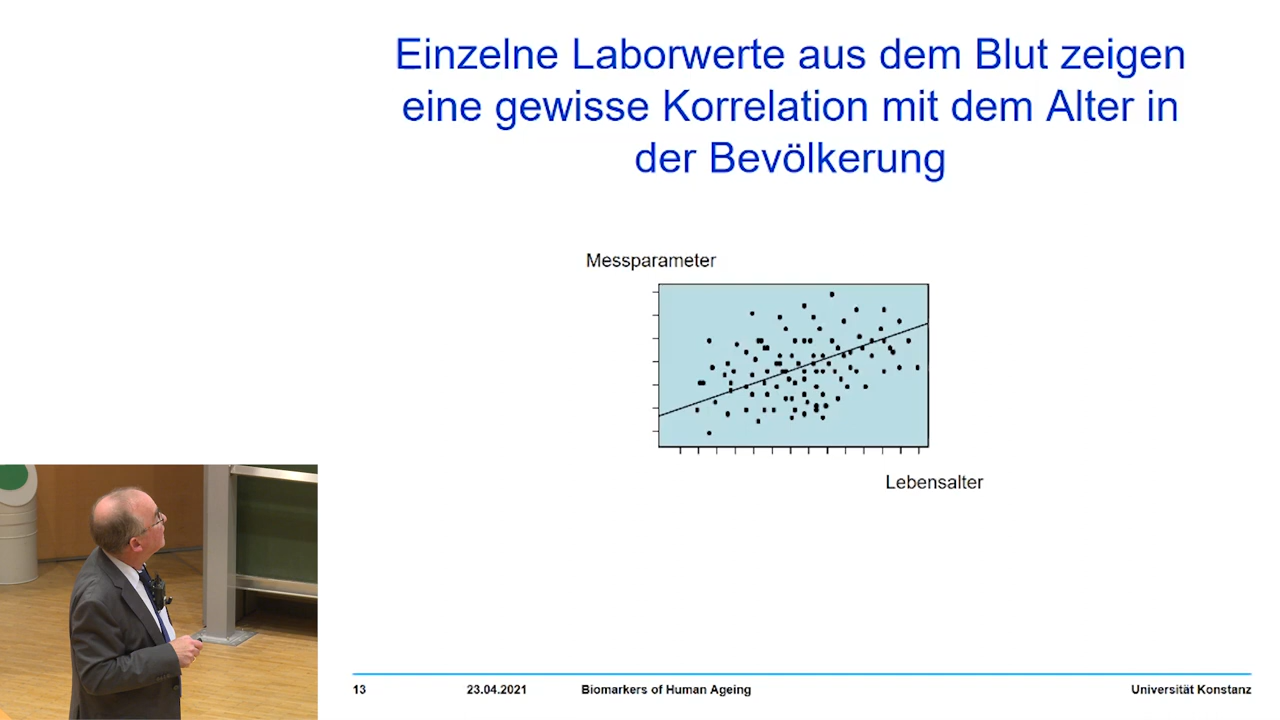 Einzelne Laborwerte aus dem Blut zeigen
eine gewisse Korrelation mit dem Alter in
der Bevölkerung
Messparameter
Lebensalter
13 23.04.2021 Biomarkers of Human Ageing Universität Konstanz